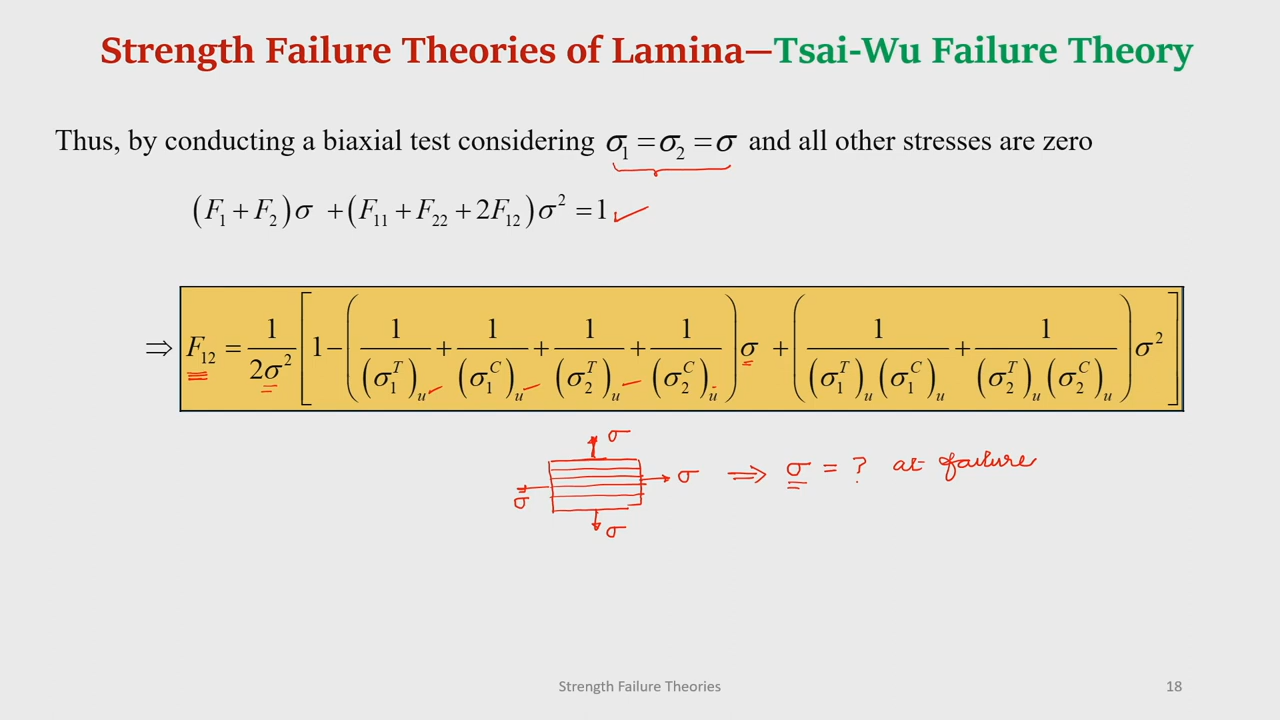 Strength Failure Theories of Lamina—Tsai-Wu Failure Theory
Thus, by conducting a biaxial test considering σ₁ = σ₂ = σ and all other stresses are zero
(F₁ + F₂)σ + (F₁₁ + F₂₂ + 2F₁₂)σ² = 1 ✓
⇒ F₁₂ = 1/(2σ²) [1 − (1/(σ₁ᵀ)ᵤ + 1/(σ₁ᶜ)ᵤ + 1/(σ₂ᵀ)ᵤ + 1/(σ₂ᶜ)ᵤ)σ + (1/((σ₁ᵀ)ᵤ(σ₁ᶜ)ᵤ) + 1/((σ₂ᵀ)ᵤ(σ₂ᶜ)ᵤ))σ²]
σ
σ ⇒ σ = ? at failure
σ
σ
Strength Failure Theories 18